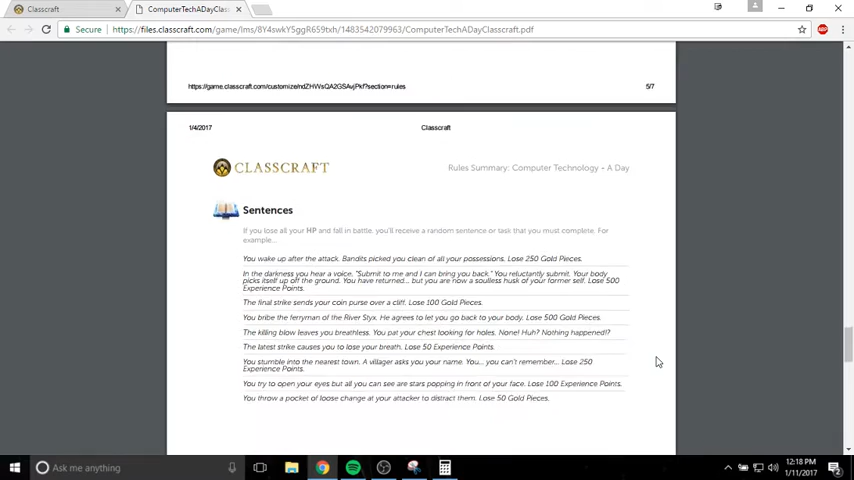 Classcraft
ComputerTechADayClas
Secure
https://files.classcraft.com/game/lms/8Y4swkY5ggR659txh/1483542079963/ComputerTechADayClasscraft.pdf
https://game.classcraft.com/customize/ndZHWsQA2GSAvjPkf?section=rules
5/7
1/4/2017
Classcraft
CLASSCRAFT
Rules Summary: Computer Technology - A Day
Sentences
If you lose all your HP and fall in battle, you'll receive a random sentence or task that you must complete. For
example...
You wake up after the attack. Bandits picked you clean of all your possessions. Lose 250 Gold Pieces.
In the darkness you hear a voice, "Submit to me and I can bring you back." You reluctantly submit. Your body
picks itself up off the ground. You have returned... but you are now a soulless husk of your former self. Lose 500
Experience Points.
The final strike sends your coin purse over a cliff. Lose 100 Gold Pieces.
You bribe the ferryman of the River Styx. He agrees to let you go back to your body. Lose 500 Gold Pieces.
The killing blow leaves you breathless. You pat your chest looking for holes. None! Huh? Nothing happened!?
The latest strike causes you to lose your breath. Lose 50 Experience Points.
You stumble into the nearest town. A villager asks you your name. You... you can't remember... Lose 250
Experience Points.
You try to open your eyes but all you can see are stars popping in front of your face. Lose 100 Experience Points.
You throw a pocket of loose change at your attacker to distract them. Lose 50 Gold Pieces.
Ask me anything
12:18 PM
1/11/2017